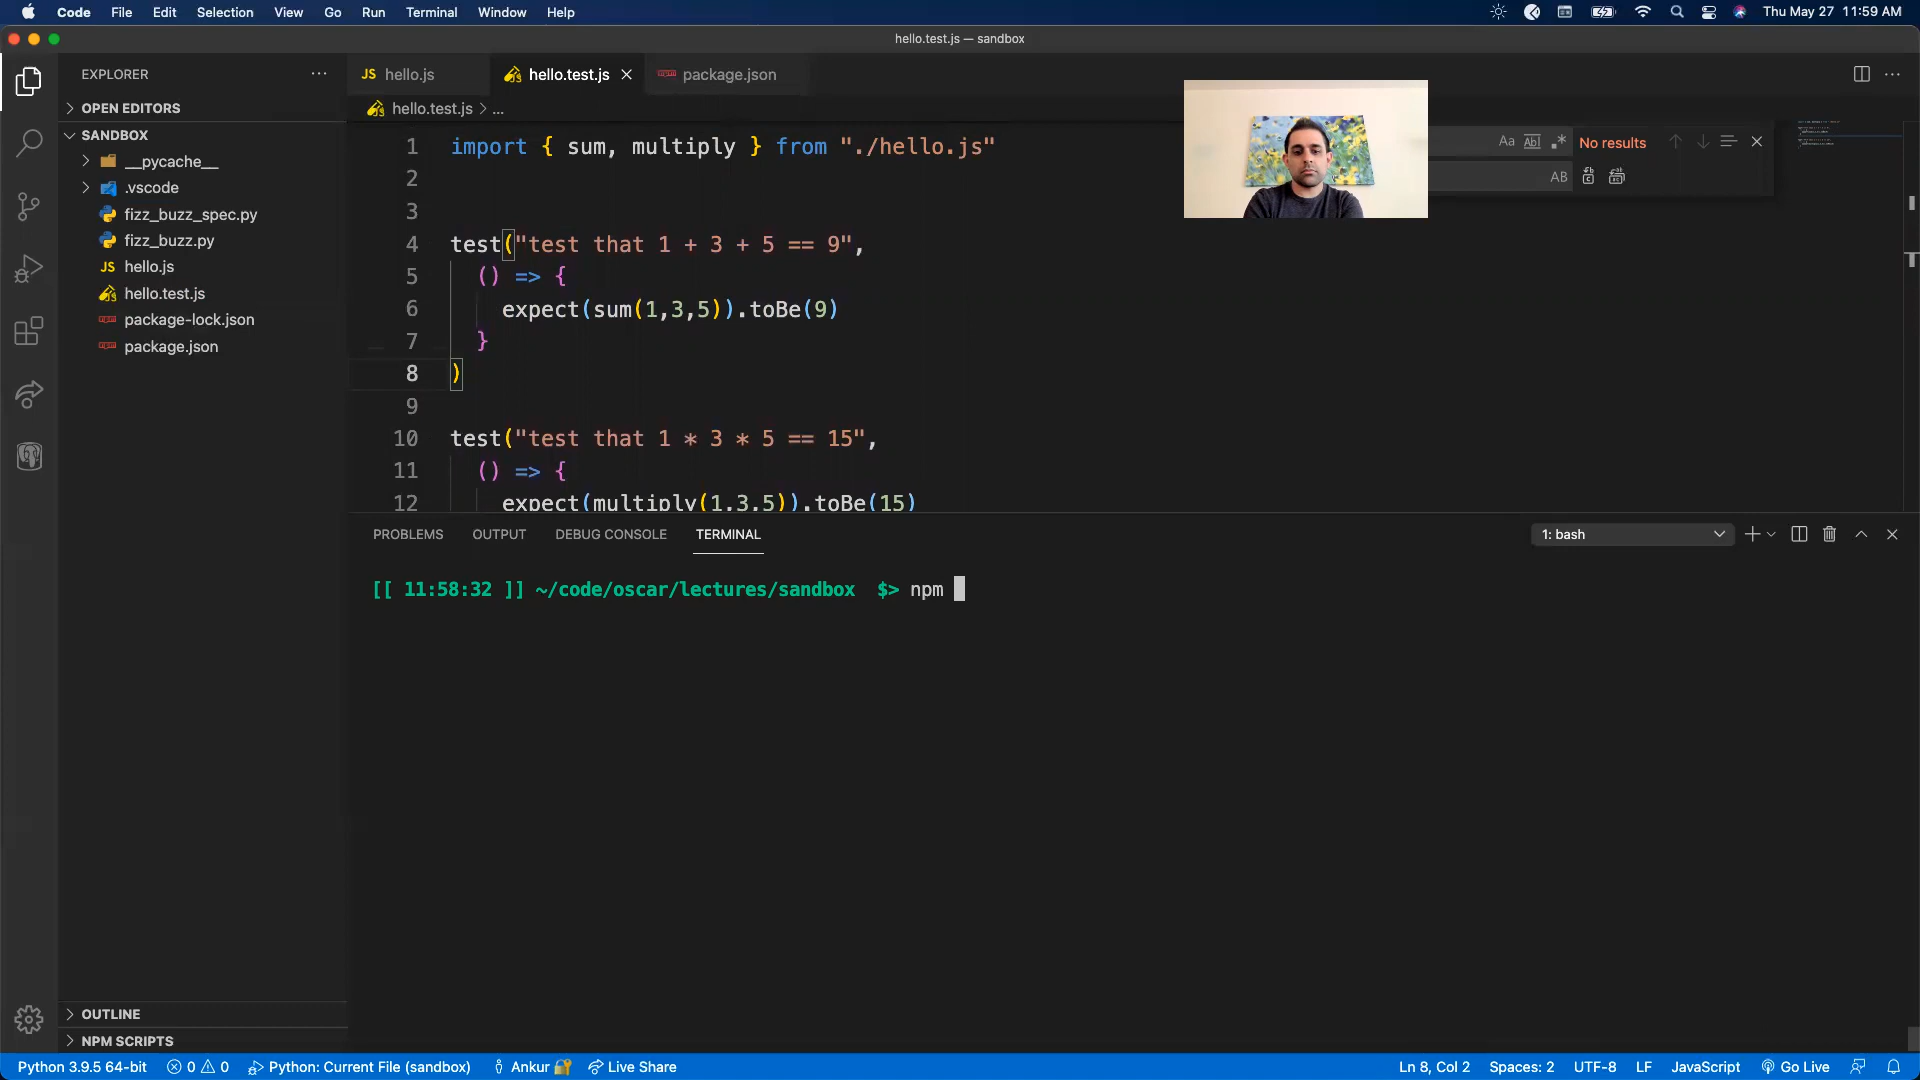 Code File Edit Selection View Go Run Terminal Window Help Thu May 27 11:59 AM
hello.test.js — sandbox
EXPLORER
OPEN EDITORS
SANDBOX
__pycache__
.vscode
fizz_buzz_spec.py
fizz_buzz.py
JS hello.js
hello.test.js
package-lock.json
package.json
OUTLINE
NPM SCRIPTS
JS hello.js hello.test.js package.json
hello.test.js > ...
Aa Ab .* No results
AB
1 import { sum, multiply } from "./hello.js"
2
3
4 test("test that 1 + 3 + 5 == 9",
5 () => {
6 expect(sum(1,3,5)).toBe(9)
7 }
8 )
9
10 test("test that 1 * 3 * 5 == 15",
11 () => {
12 expect(multiply(1,3,5)).toBe(15)
PROBLEMS OUTPUT DEBUG CONSOLE TERMINAL 1: bash
[[ 11:58:32 ]] ~/code/oscar/lectures/sandbox $> npm
Python 3.9.5 64-bit 0 0 Python: Current File (sandbox) Ankur Live Share Ln 8, Col 2 Spaces: 2 UTF-8 LF JavaScript Go Live